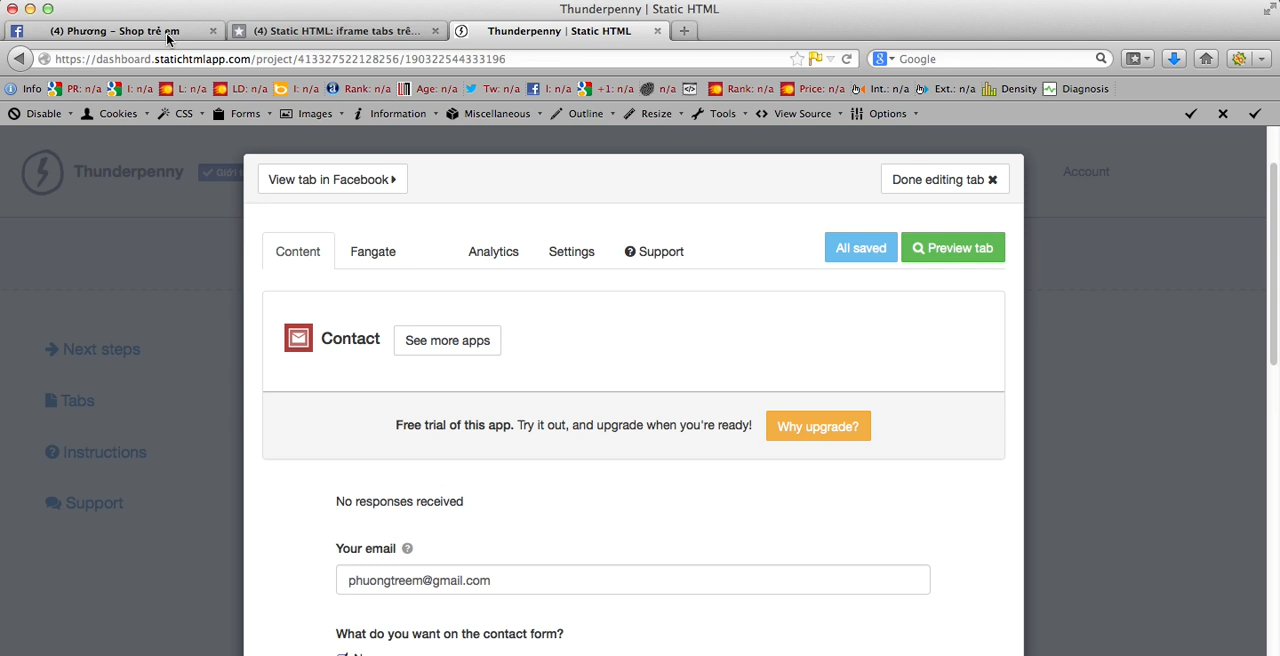 Thunderpenny | Static HTML
(4) Phương – Shop trẻ em
(4) Static HTML: iframe tabs trê...
Thunderpenny | Static HTML
https://dashboard.statichtmlapp.com/project/413327522128256/190322544333196
Google
Info PR: n/a I: n/a L: n/a LD: n/a I: n/a Rank: n/a Age: n/a Tw: n/a I: n/a +1: n/a n/a Rank: n/a Price: n/a Int.: n/a Ext.: n/a Density Diagnosis
Disable Cookies CSS Forms Images Information Miscellaneous Outline Resize Tools View Source Options
Thunderpenny
Account
View tab in Facebook
Done editing tab
Content Fangate Analytics Settings Support
All saved
Preview tab
Contact
See more apps
Next steps
Tabs
Instructions
Support
Free trial of this app. Try it out, and upgrade when you're ready!
Why upgrade?
No responses received
Your email
phuongtreem@gmail.com
What do you want on the contact form?